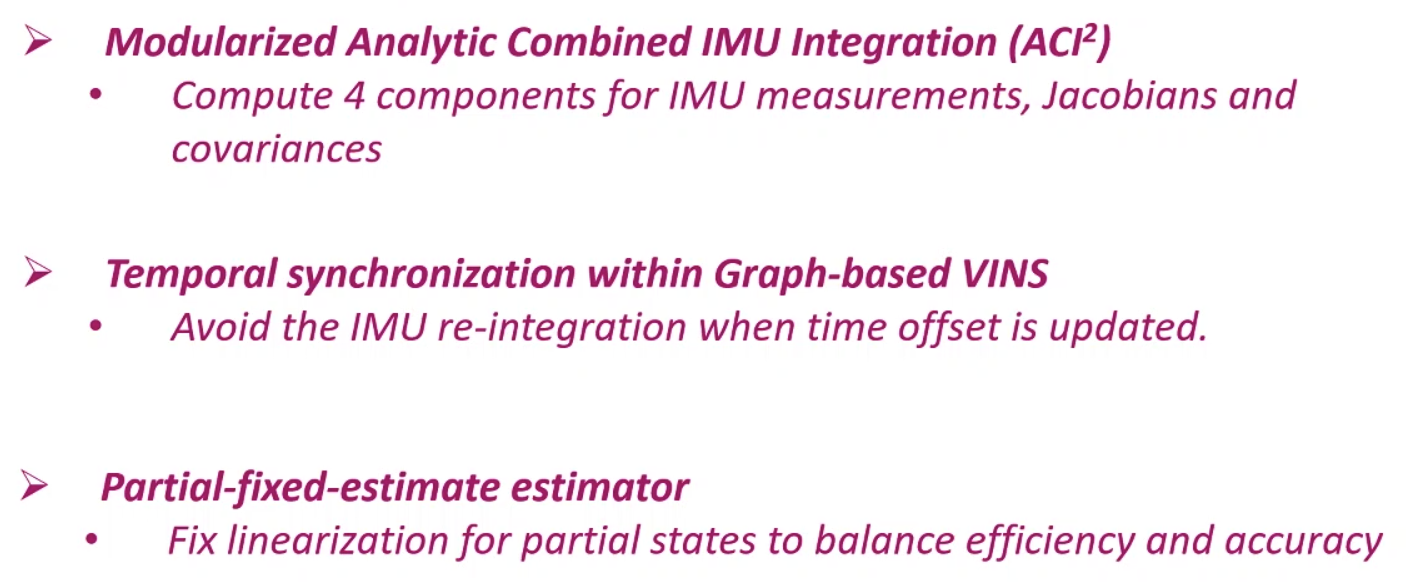 ➢ Modularized Analytic Combined IMU Integration (ACI²)
• Compute 4 components for IMU measurements, Jacobians and
covariances
➢ Temporal synchronization within Graph-based VINS
• Avoid the IMU re-integration when time offset is updated.
➢ Partial-fixed-estimate estimator
• Fix linearization for partial states to balance efficiency and accuracy